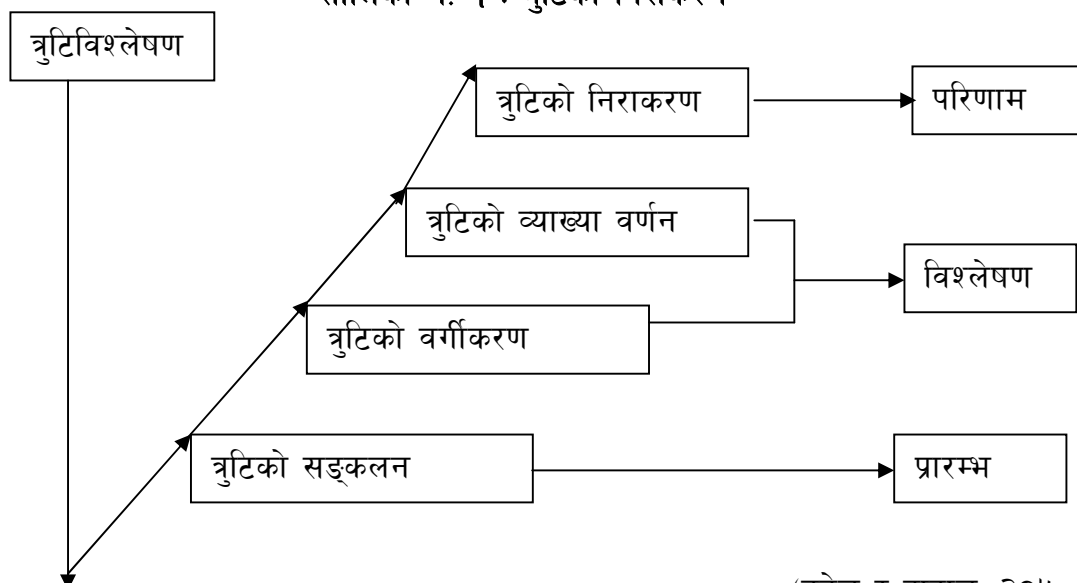 त्रुटिविश्लेषण
त्रुटिको निराकरण
परिणाम
त्रुटिको व्याख्या वर्णन
विश्लेषण
त्रुटिको वर्गीकरण
त्रुटिको सङ्कलन
प्रारम्भ